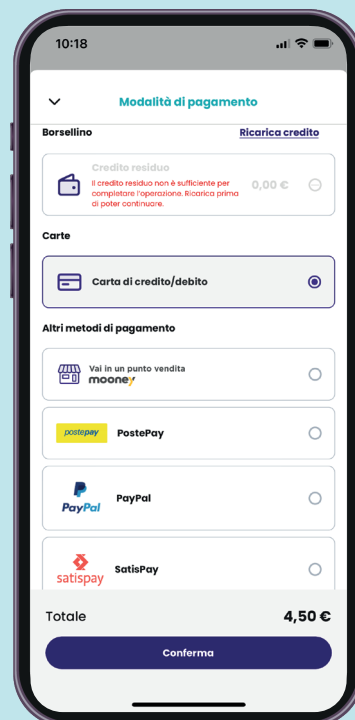 10:18
Modalità di pagamento
Borsellino
Ricarica credito
Credito residuo
Il credito residuo non è sufficiente per
completare l'operazione. Ricarica prima
di poter continuare.
0,00 €
Carte
Carta di credito/debito
Altri metodi di pagamento
Vai in un punto vendita
mooney
postepay PostePay
PayPal PayPal
satispay SatisPay
Totale 4,50 €
Conferma